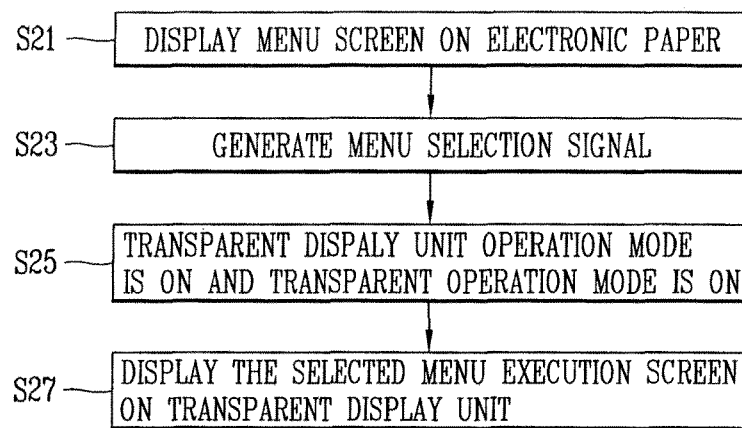 S21 DISPLAY MENU SCREEN ON ELECTRONIC PAPER
S23 GENERATE MENU SELECTION SIGNAL
S25 TRANSPARENT DISPALY UNIT OPERATION MODE
IS ON AND TRANSPARENT OPERATION MODE IS ON
S27 DISPLAY THE SELECTED MENU EXECUTION SCREEN
ON TRANSPARENT DISPLAY UNIT